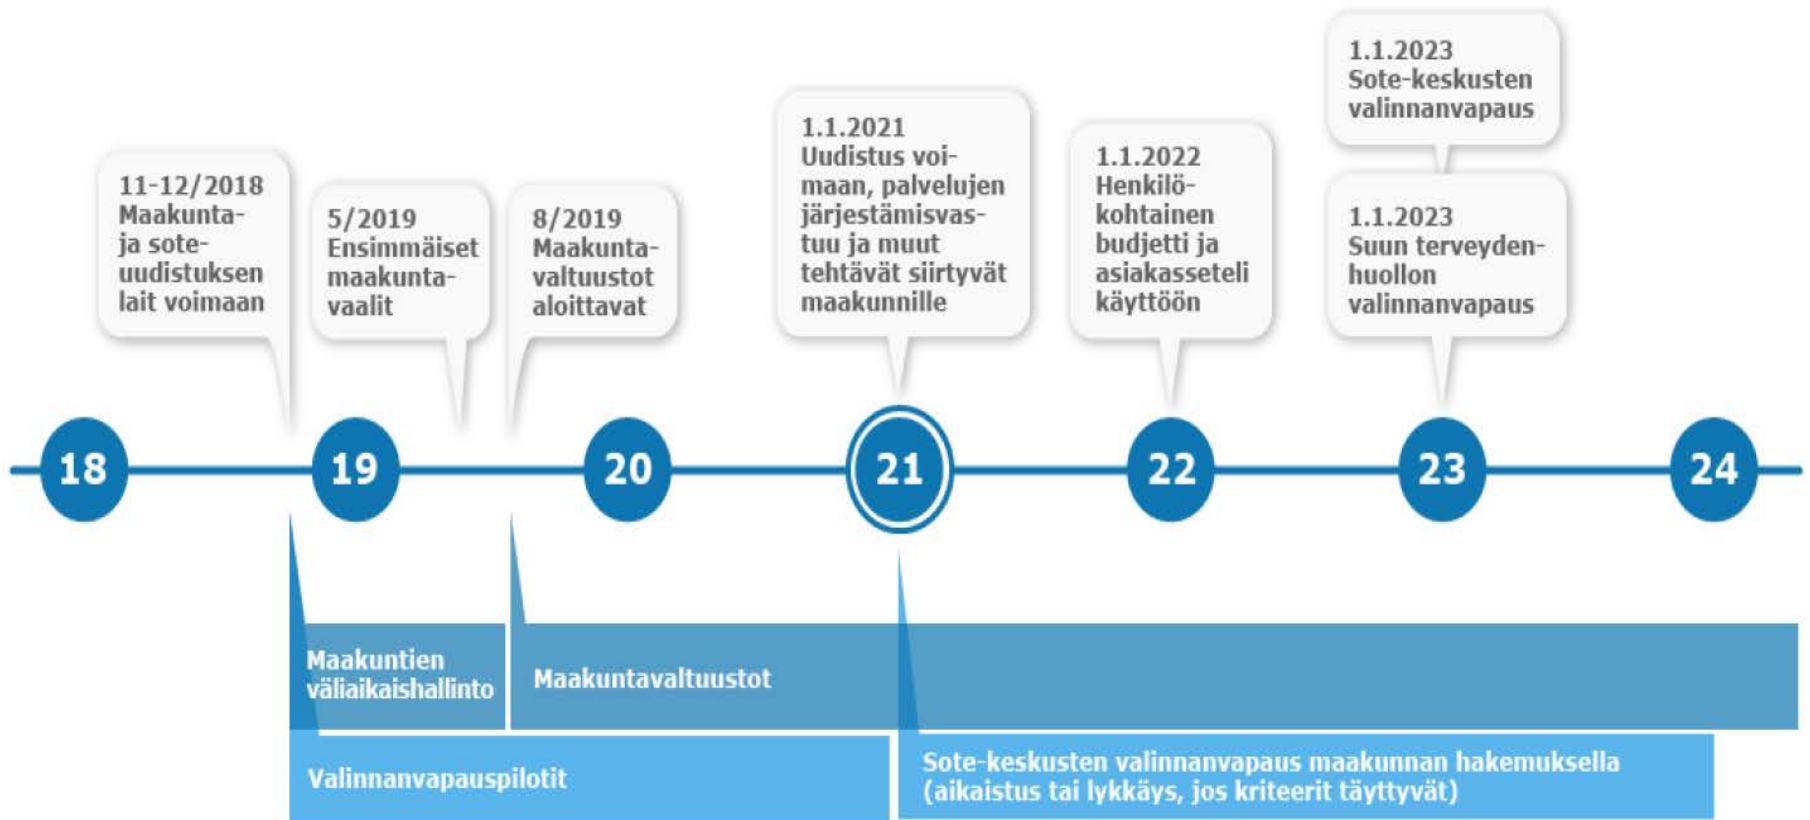 11-12/2018
Maakunta-
ja sote-
uudistuksen
lait voimaan
5/2019
Ensimmäiset
maakunta-
vaalit
8/2019
Maakunta-
valtuustot
aloittavat
1.1.2021
Uudistus voi-
maan, palvelujen
järjestämisvas-
tuu ja muut
tehtävät siirtyvät
maakunnille
1.1.2022
Henkilö-
kohtainen
budjetti ja
asiakasseteli
käyttöön
1.1.2023
Sote-keskusten
valinnanvapaus
1.1.2023
Suun terveyden-
huollon
valinnanvapaus
18
19
20
21
22
23
24
Maakuntien
väliaikaishallinto
Maakuntavaltuustot
Valinnanvapauspilotit
Sote-keskusten valinnanvapaus maakunnan hakemuksella
(aikaistus tai lykkäys, jos kriteerit täyttyvät)